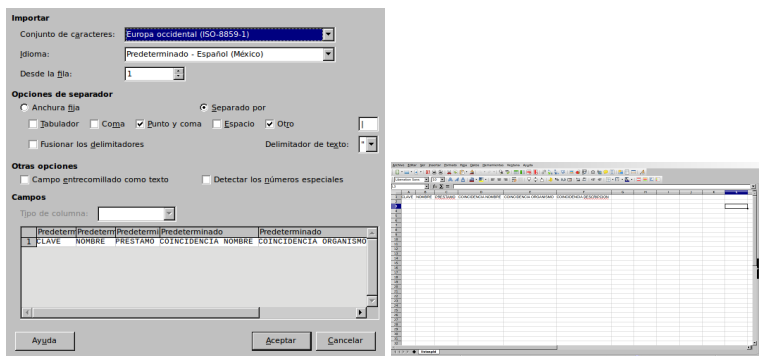 Importar
Conjunto de caracteres: Europa occidental (ISO-8859-1)
Idioma: Predeterminado - Español (México)
Desde la fila: 1
Opciones de separador
Anchura fija Separado por
Tabulador Coma Punto y coma Espacio Otro |
Fusionar los delimitadores Delimitador de texto: "
Otras opciones
Campo entrecomillado como texto Detectar los números especiales
Campos
Tipo de columna:
Predeterm Predeterm Predetermi Predeterminado Predeterminado
1 CLAVE NOMBRE PRESTAMO COINCIDENCIA NOMBRE COINCIDENCIA ORGANISMO
Ayuda Aceptar Cancelar
CLAVE NOMBRE PRESTAMO COINCIDENCIA NOMBRE COINCIDENCIA ORGANISMO COINCIDENCIA DESCRIPCION